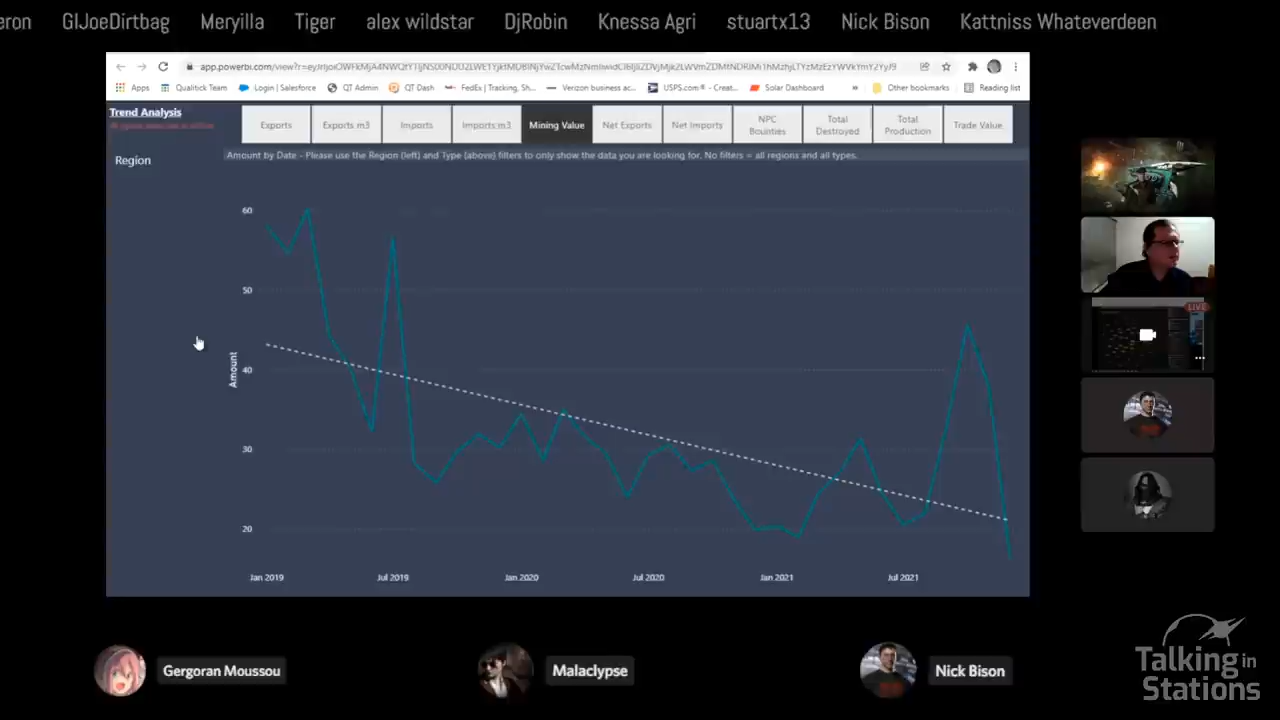 GIJoeDirtbag Meryilla Tiger alex wildstar DjRobin Knessa Agri stuartx13 Nick Bison Kattniss Whateverdeen
Apps Qualitick Team Login | Salesforce QT Admin QT Dash FedEx | Tracking, Sh... Verizon business ac... USPS.com® - Creat... Solar Dashboard » Other bookmarks Reading list
Trend Analysis
Exports Exports m3 Imports Imports m3 Mining Value Net Exports Net Imports NPC Bounties Total Destroyed Total Production Trade Value
Region
Amount by Date - Please use the Region (left) and Type (above) filters to only show the data you are looking for. No filters = all regions and all types.
60
50
40
30
20
Amount
Jan 2019 Jul 2019 Jan 2020 Jul 2020 Jan 2021 Jul 2021
LIVE
Gergoran Moussou Malaclypse Nick Bison
Talking in
Stations